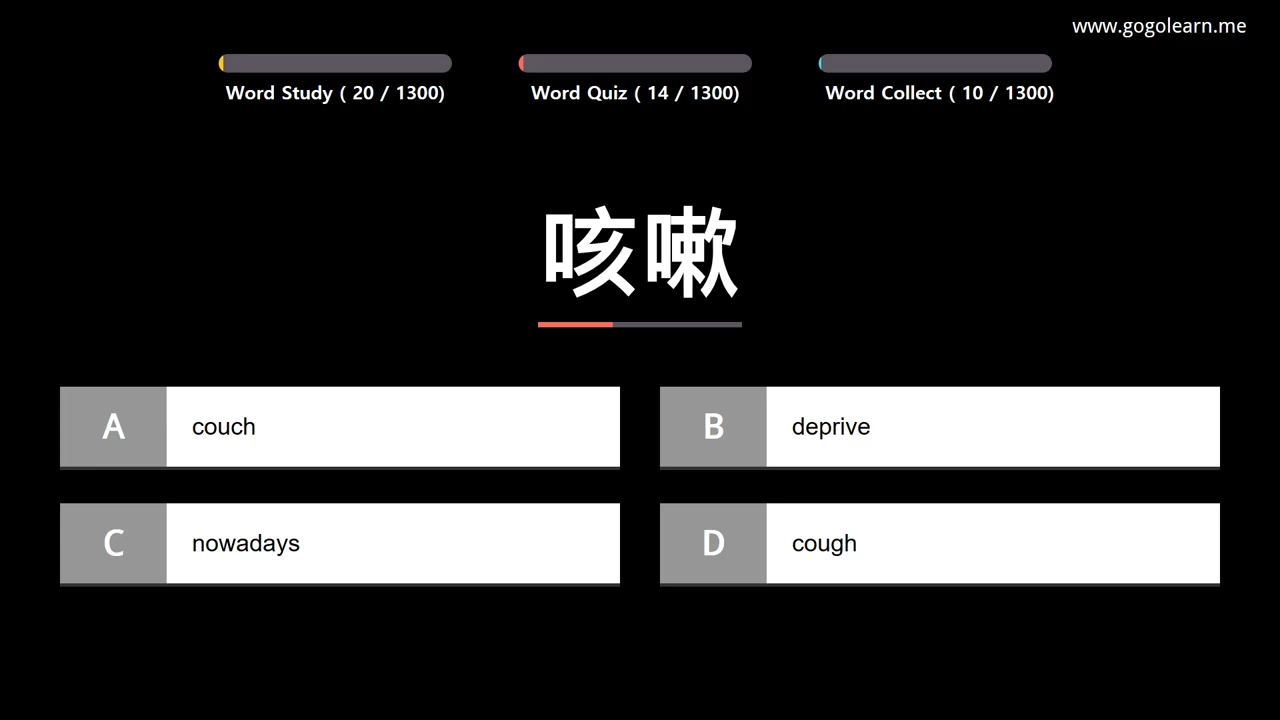 www.gogolearn.me
Word Study ( 20 / 1300)
Word Quiz ( 14 / 1300)
Word Collect ( 10 / 1300)
咳嗽
A couch
B deprive
C nowadays
D cough